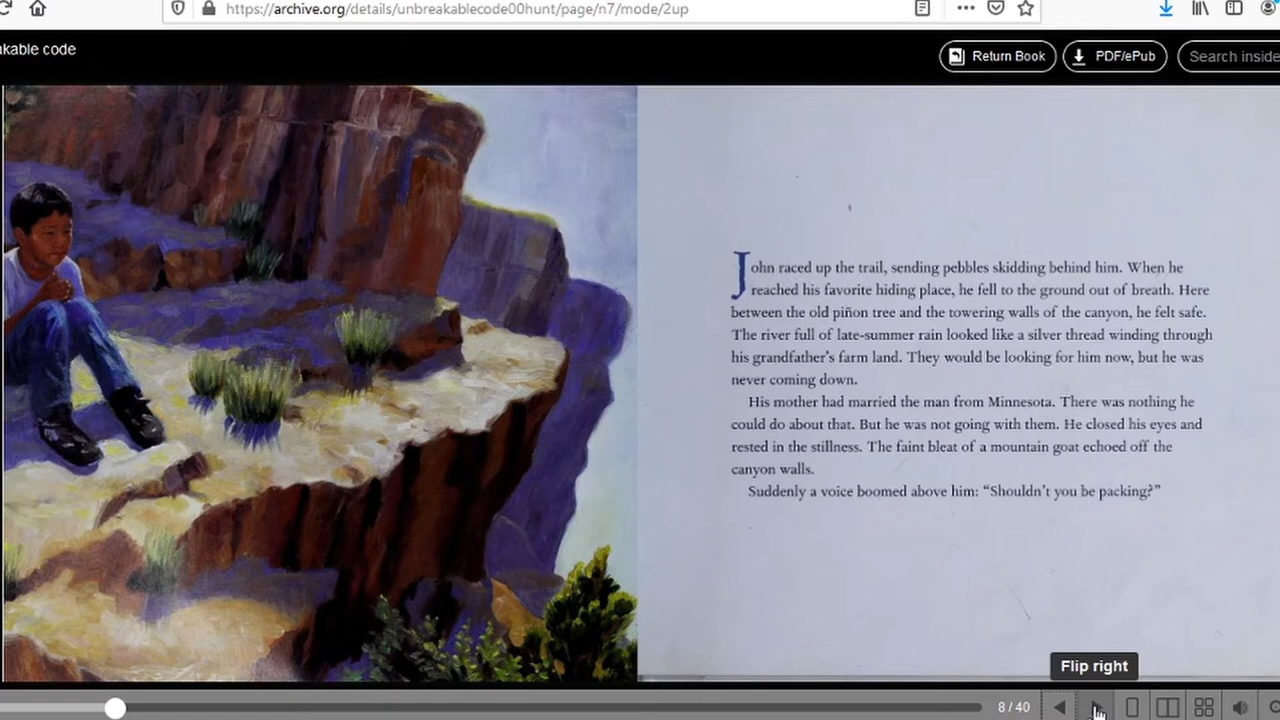 https://archive.org/details/unbreakablecode00hunt/page/n7/mode/2up
akable code
Return Book
PDF/ePub
Search inside
John raced up the trail, sending pebbles skidding behind him. When he
reached his favorite hiding place, he fell to the ground out of breath. Here
between the old piñon tree and the towering walls of the canyon, he felt safe.
The river full of late-summer rain looked like a silver thread winding through
his grandfather's farm land. They would be looking for him now, but he was
never coming down.
His mother had married the man from Minnesota. There was nothing he
could do about that. But he was not going with them. He closed his eyes and
rested in the stillness. The faint bleat of a mountain goat echoed off the
canyon walls.
Suddenly a voice boomed above him: “Shouldn't you be packing?”
Flip right
8 / 40